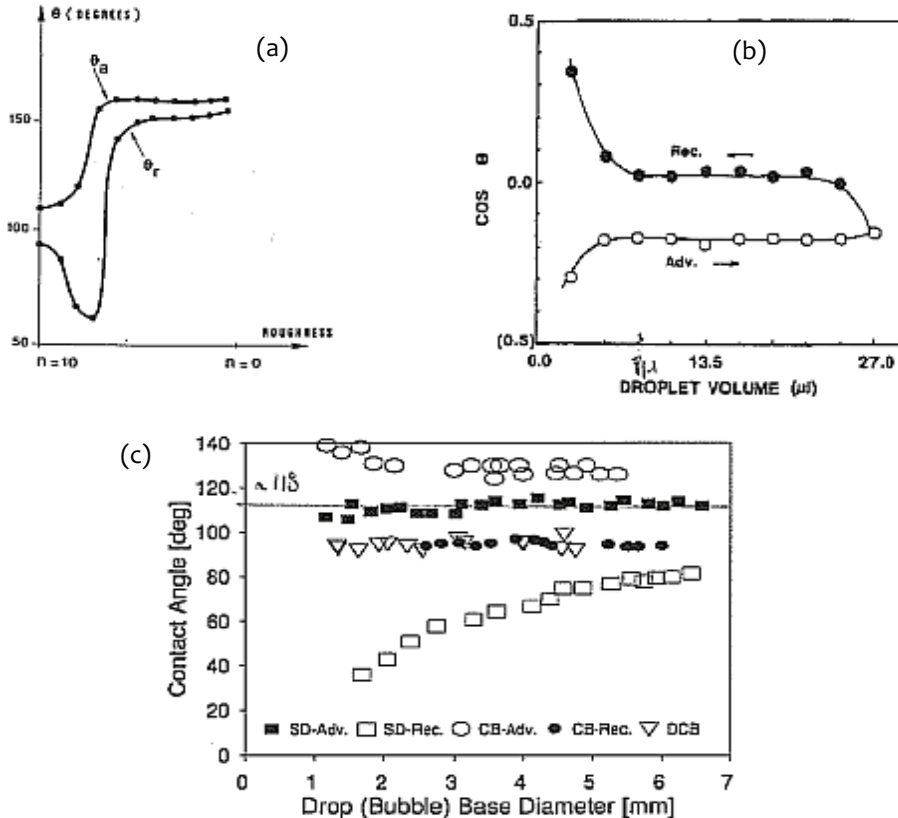 θ (DEGREES)
(a)
θa
150
θr
100
50
ROUGHNESS
n=10
n=0
0.5
(b)
Rec.
COS θ
0.0
Adv.
(0.5)
0.0
13.5
27.0
DROPLET VOLUME (µl)
(c)
140
120
~ 113
100
80
60
40
20
0
Contact Angle [deg]
SD-Adv. SD-Rec. CB-Adv. CB-Rec. DCB
0 1 2 3 4 5 6 7
Drop (Bubble) Base Diameter [mm]